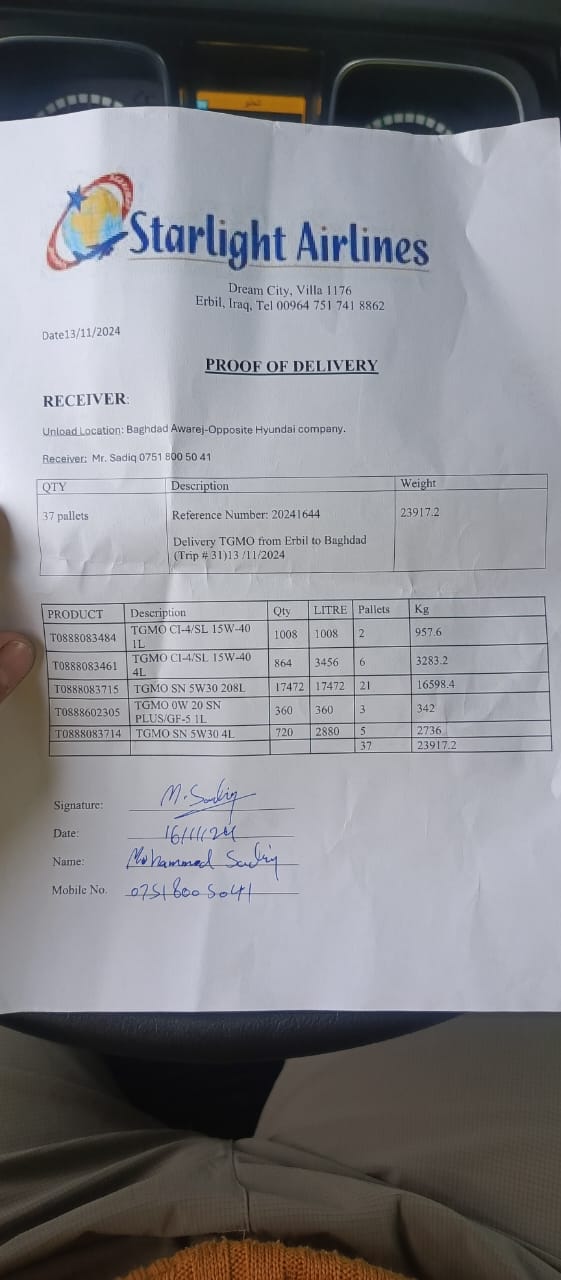 Starlight Airlines
Dream City, Villa 1176
Erbil, Iraq, Tel 00964 751 741 8862
Date13/11/2024
PROOF OF DELIVERY
RECEIVER:
Unload Location: Baghdad Awarej-Opposite Hyundai company.
Receiver: Mr. Sadiq 0751 800 50 41
QTY Description Weight
37 pallets Reference Number: 20241644 23917.2
Delivery TGMO from Erbil to Baghdad
(Trip # 31)13 /11/2024
PRODUCT Description Qty LITRE Pallets Kg
T0888083484 TGMO CI-4/SL 15W-40 1L 1008 1008 2 957.6
T0888083461 TGMO CI-4/SL 15W-40 4L 864 3456 6 3283.2
T0888083715 TGMO SN 5W30 208L 17472 17472 21 16598.4
T0888602305 TGMO 0W 20 SN PLUS/GF-5 1L 360 360 3 342
T0888083714 TGMO SN 5W30 4L 720 2880 5 2736
37 23917.2
Signature: M. Sadiq
Date: 16/11/24
Name: Mohammed Sadiq
Mobile No. 0751 800 5041